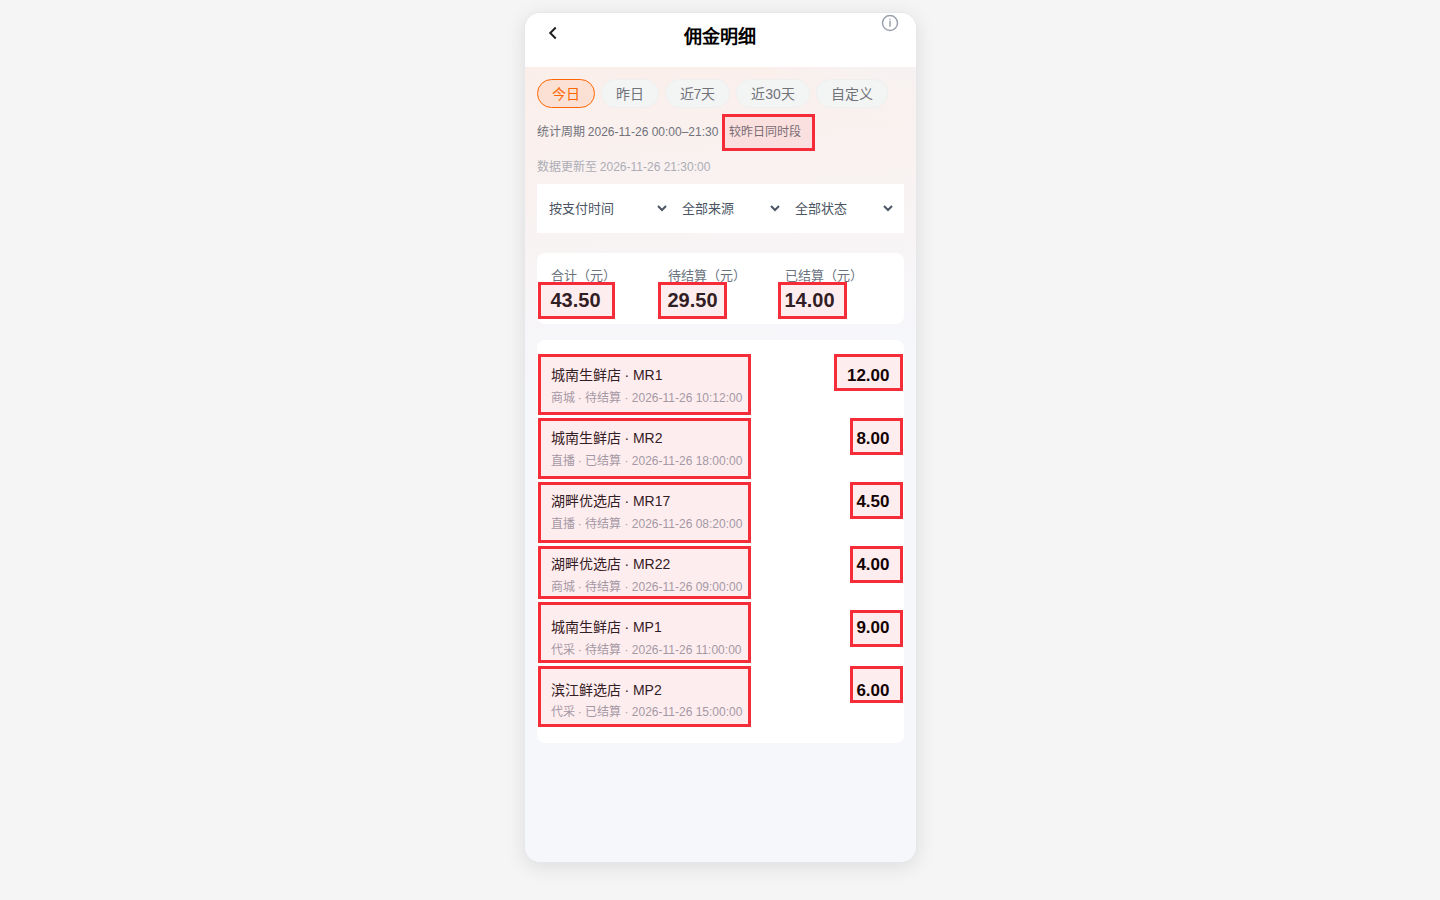 佣金明细
今日 昨日 近7天 近30天 自定义
统计周期 2026-11-26 00:00–21:30 较昨日同时段
数据更新至 2026-11-26 21:30:00
按支付时间 全部来源 全部状态
合计（元） 待结算（元） 已结算（元）
43.50 29.50 14.00
城南生鲜店 · MR1 12.00
商城 · 待结算 · 2026-11-26 10:12:00
城南生鲜店 · MR2 8.00
直播 · 已结算 · 2026-11-26 18:00:00
湖畔优选店 · MR17 4.50
直播 · 待结算 · 2026-11-26 08:20:00
湖畔优选店 · MR22 4.00
商城 · 待结算 · 2026-11-26 09:00:00
城南生鲜店 · MP1 9.00
代采 · 待结算 · 2026-11-26 11:00:00
滨江鲜选店 · MP2 6.00
代采 · 已结算 · 2026-11-26 15:00:00